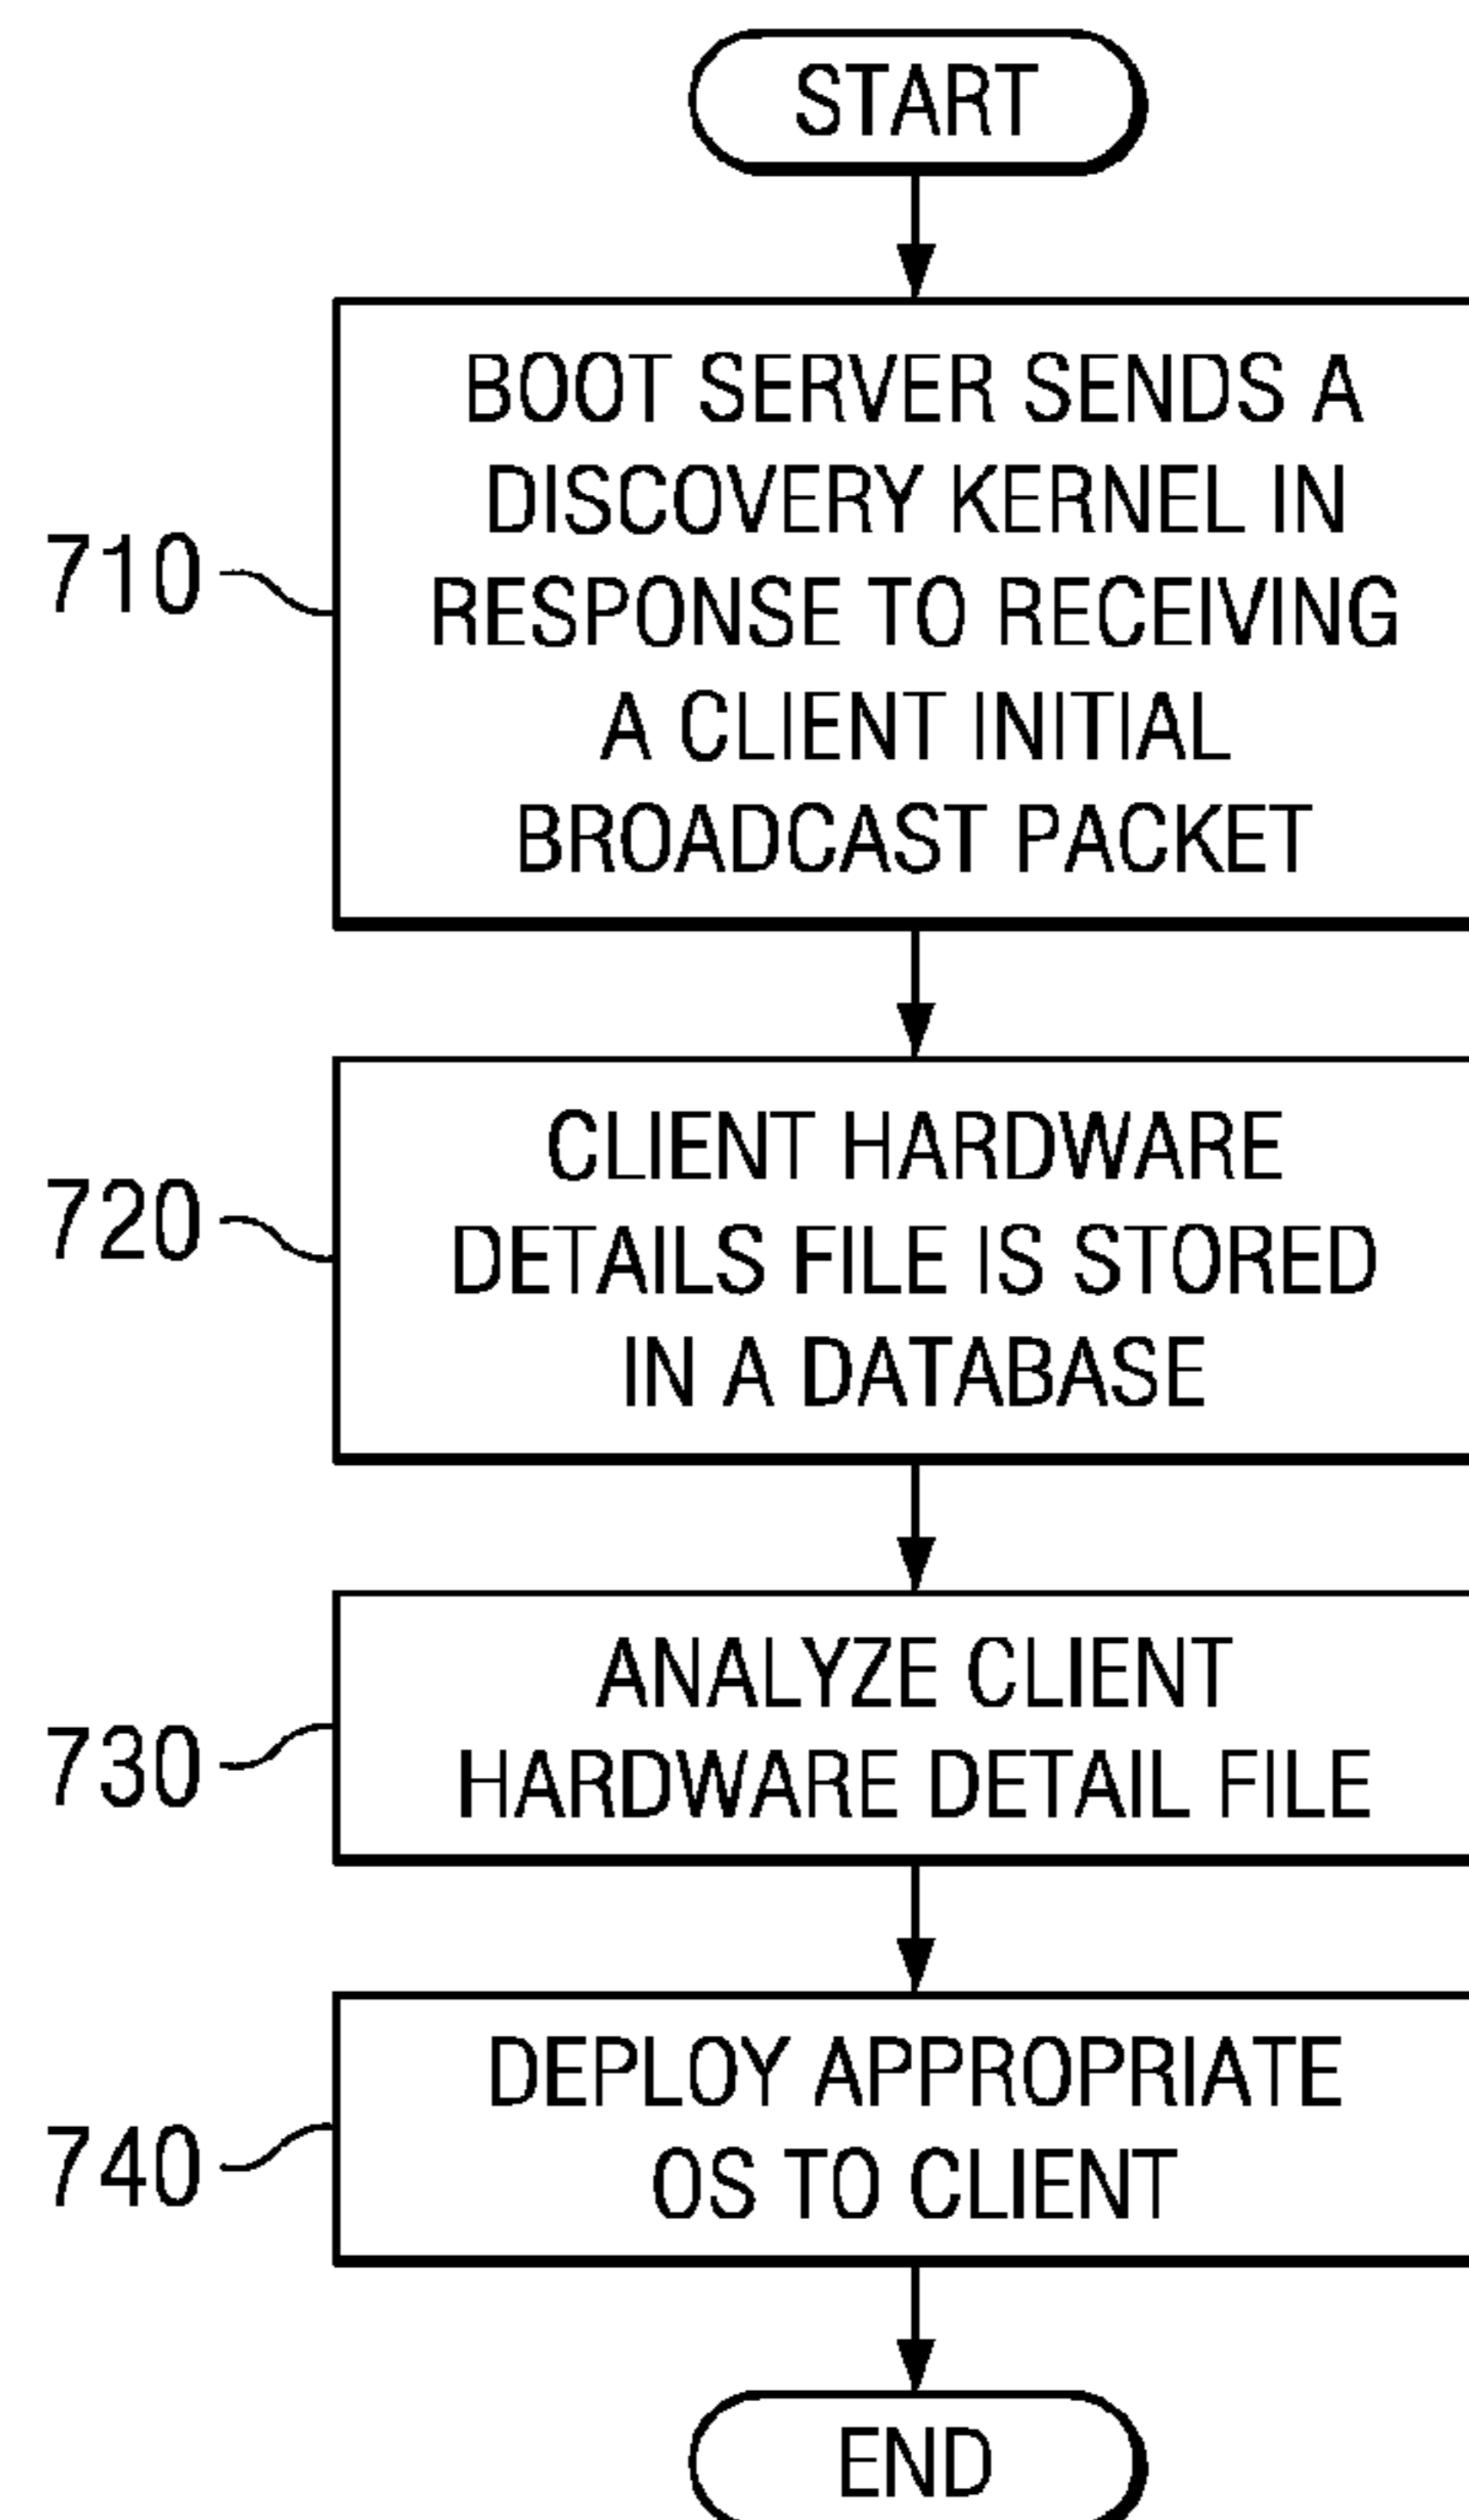 START
BOOT SERVER SENDS A
DISCOVERY KERNEL IN
RESPONSE TO RECEIVING
A CLIENT INITIAL
BROADCAST PACKET
710
CLIENT HARDWARE
DETAILS FILE IS STORED
IN A DATABASE
720
ANALYZE CLIENT
HARDWARE DETAIL FILE
730
DEPLOY APPROPRIATE
OS TO CLIENT
740
END